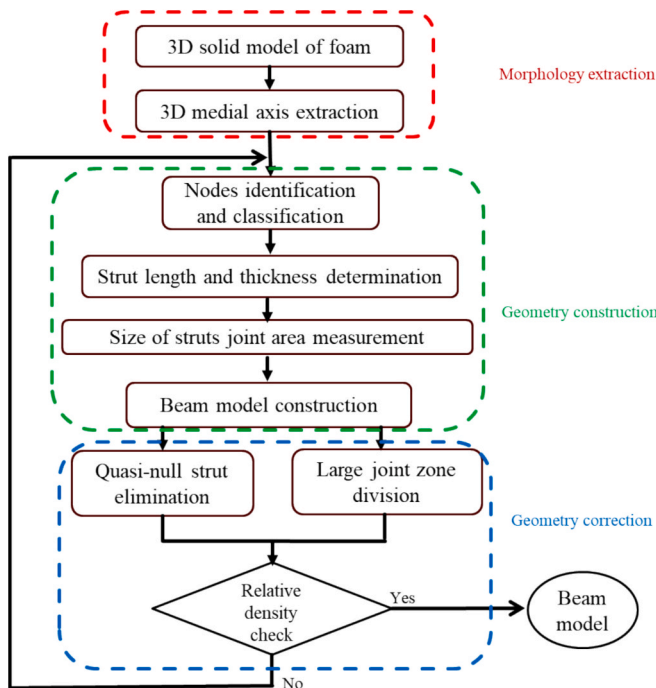 3D solid model of foam
Morphology extraction
3D medial axis extraction
Nodes identification
and classification
Strut length and thickness determination
Geometry construction
Size of struts joint area measurement
Beam model construction
Quasi-null strut
elimination
Large joint zone
division
Geometry correction
Relative
density
check
Yes
Beam
model
No